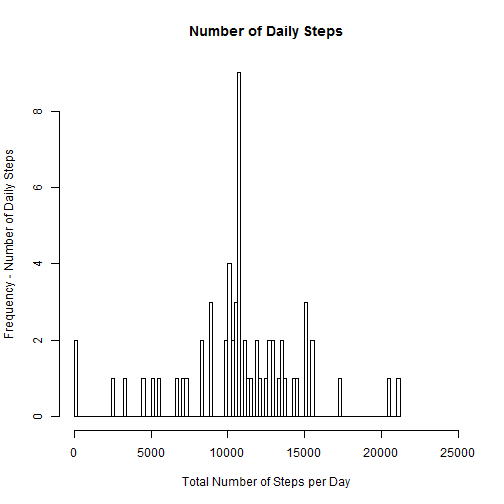 Number of Daily Steps
Frequency - Number of Daily Steps
8
6
4
2
0
0 5000 10000 15000 20000 25000
Total Number of Steps per Day